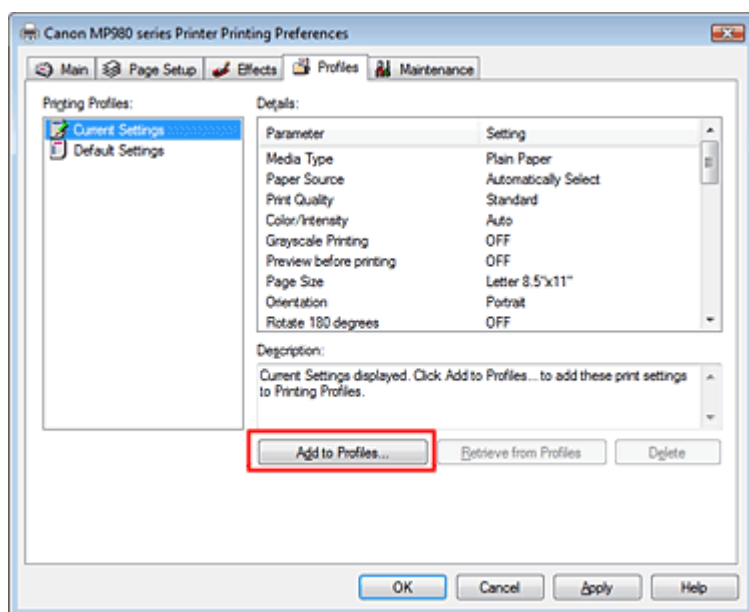 Canon MP980 series Printer Printing Preferences
Main Page Setup Effects Profiles Maintenance
Printing Profiles:
Current Settings
Default Settings
Details:
Parameter Setting
Media Type Plain Paper
Paper Source Automatically Select
Print Quality Standard
Color/Intensity Auto
Grayscale Printing OFF
Preview before printing OFF
Page Size Letter 8.5"x11"
Orientation Portrait
Rotate 180 degrees OFF
Description:
Current Settings displayed. Click Add to Profiles... to add these print settings
to Printing Profiles.
Add to Profiles... Retrieve from Profiles Delete
OK Cancel Apply Help